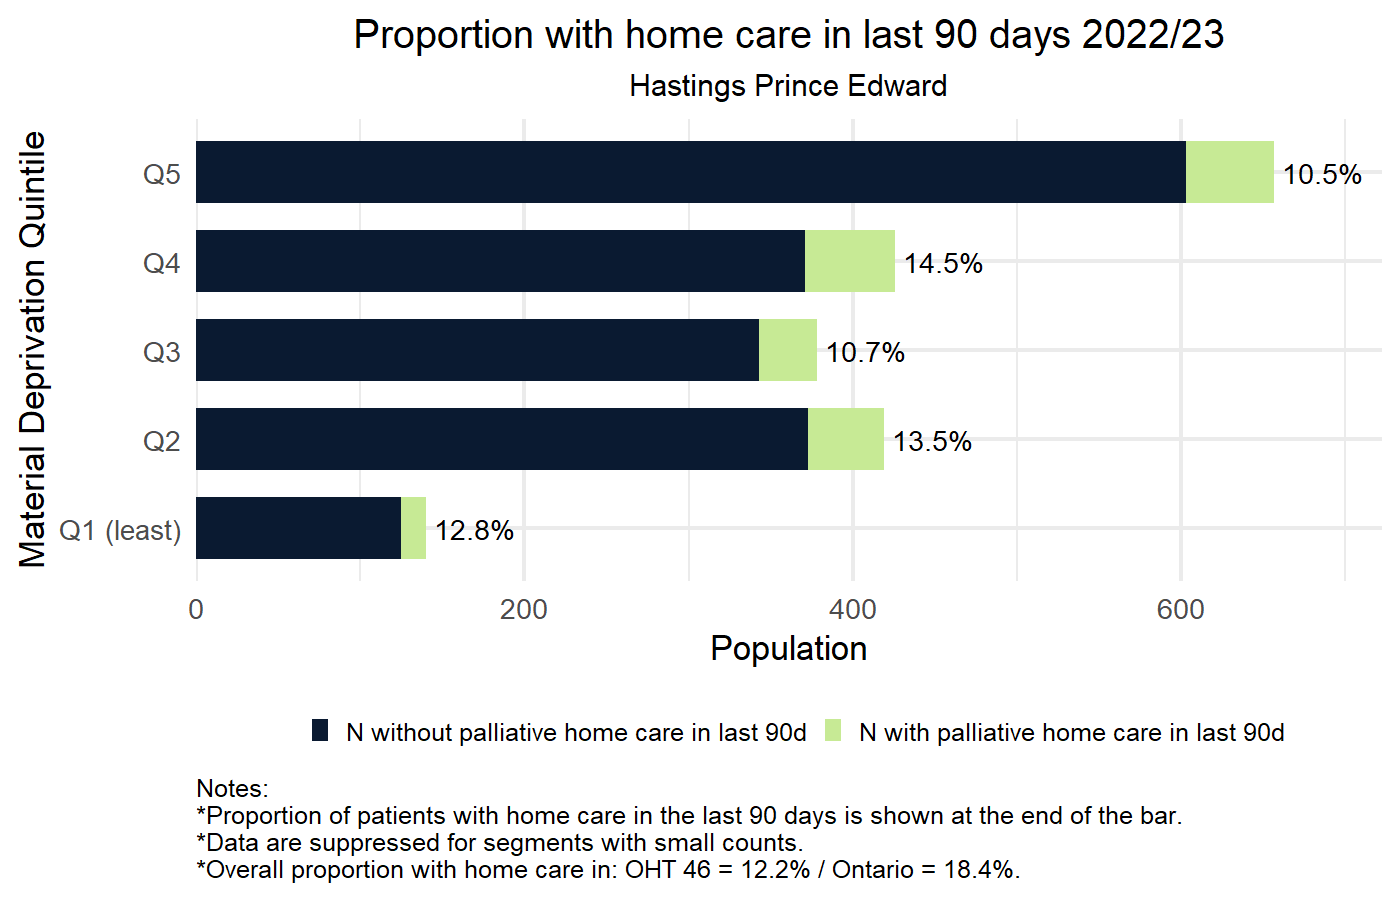 Proportion with home care in last 90 days 2022/23
Hastings Prince Edward
Material Deprivation Quintile
Q5
10.5%
Q4
14.5%
Q3
10.7%
Q2
13.5%
Q1 (least)
12.8%
0
200
400
600
Population
N without palliative home care in last 90d
N with palliative home care in last 90d
Notes:
*Proportion of patients with home care in the last 90 days is shown at the end of the bar.
*Data are suppressed for segments with small counts.
*Overall proportion with home care in: OHT 46 = 12.2% / Ontario = 18.4%.